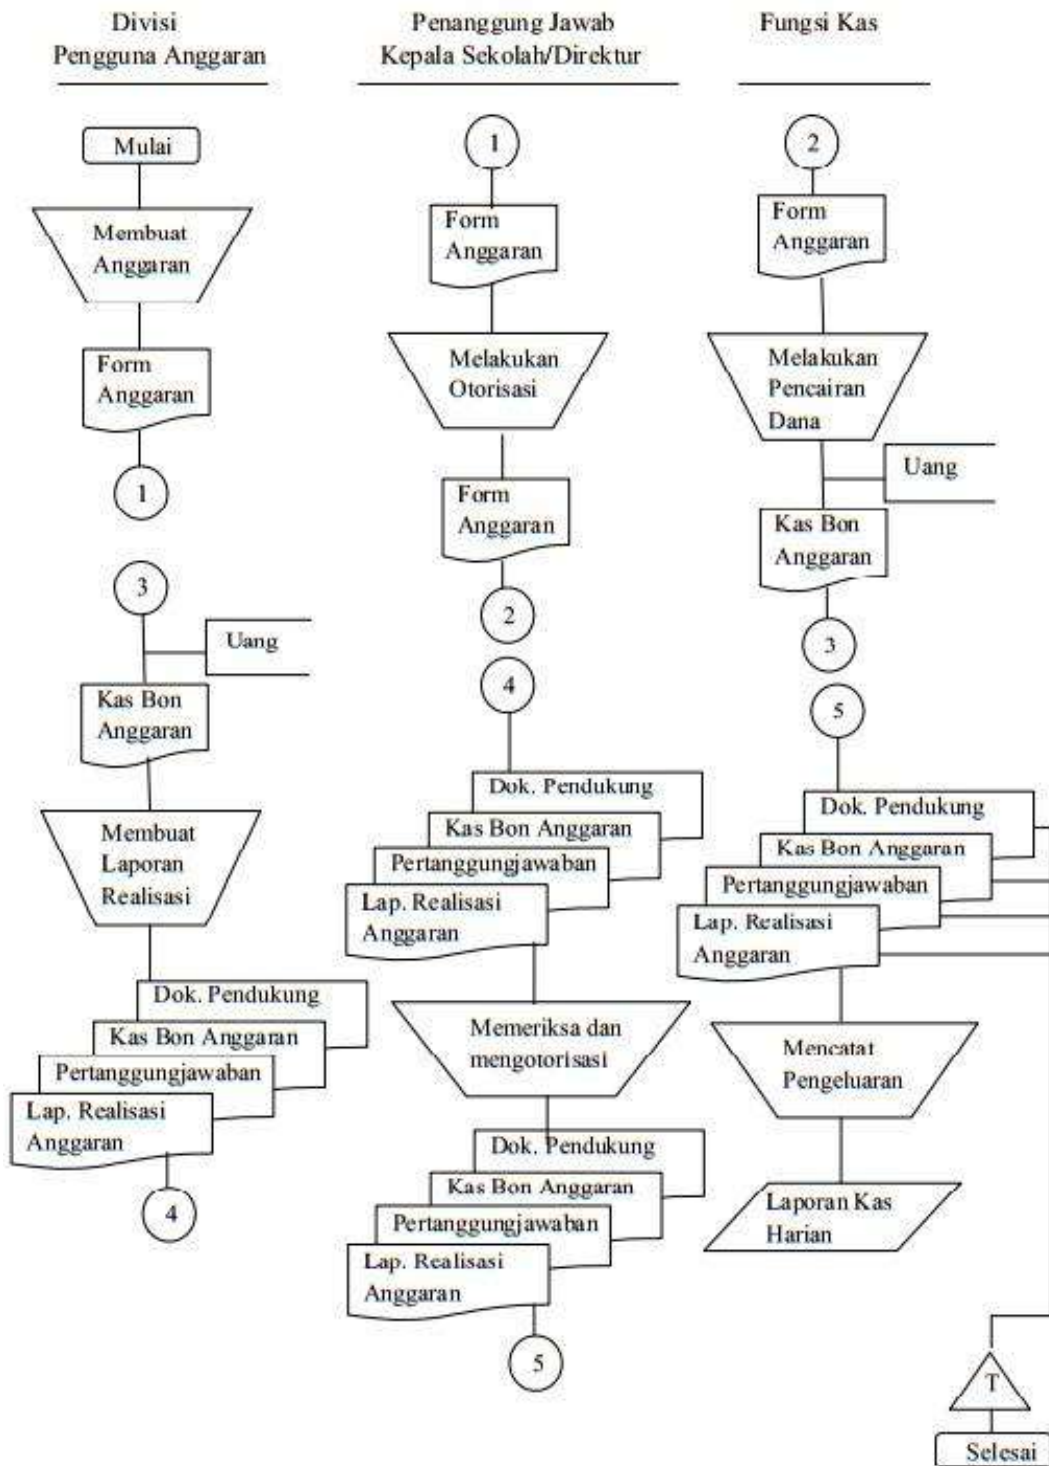 Divisi
Pengguna Anggaran
Mulai
Membuat
Anggaran
Form
Anggaran
1
3
Uang
Kas Bon
Anggaran
Membuat
Laporan
Realisasi
Dok. Pendukung
Kas Bon Anggaran
Pertanggungjawaban
Lap. Realisasi
Anggaran
4
Penanggung Jawab
Kepala Sekolah/Direktur
1
Form
Anggaran
Melakukan
Otorisasi
Form
Anggaran
2
4
Dok. Pendukung
Kas Bon Anggaran
Pertanggungjawaban
Lap. Realisasi
Anggaran
Memeriksa dan
mengotorisasi
Dok. Pendukung
Kas Bon Anggaran
Pertanggungjawaban
Lap. Realisasi
Anggaran
5
Fungsi Kas
2
Form
Anggaran
Melakukan
Pencairan
Dana
Uang
Kas Bon
Anggaran
3
5
Dok. Pendukung
Kas Bon Anggaran
Pertanggungjawaban
Lap. Realisasi
Anggaran
Mencatat
Pengeluaran
Laporan Kas
Harian
T
Selesai